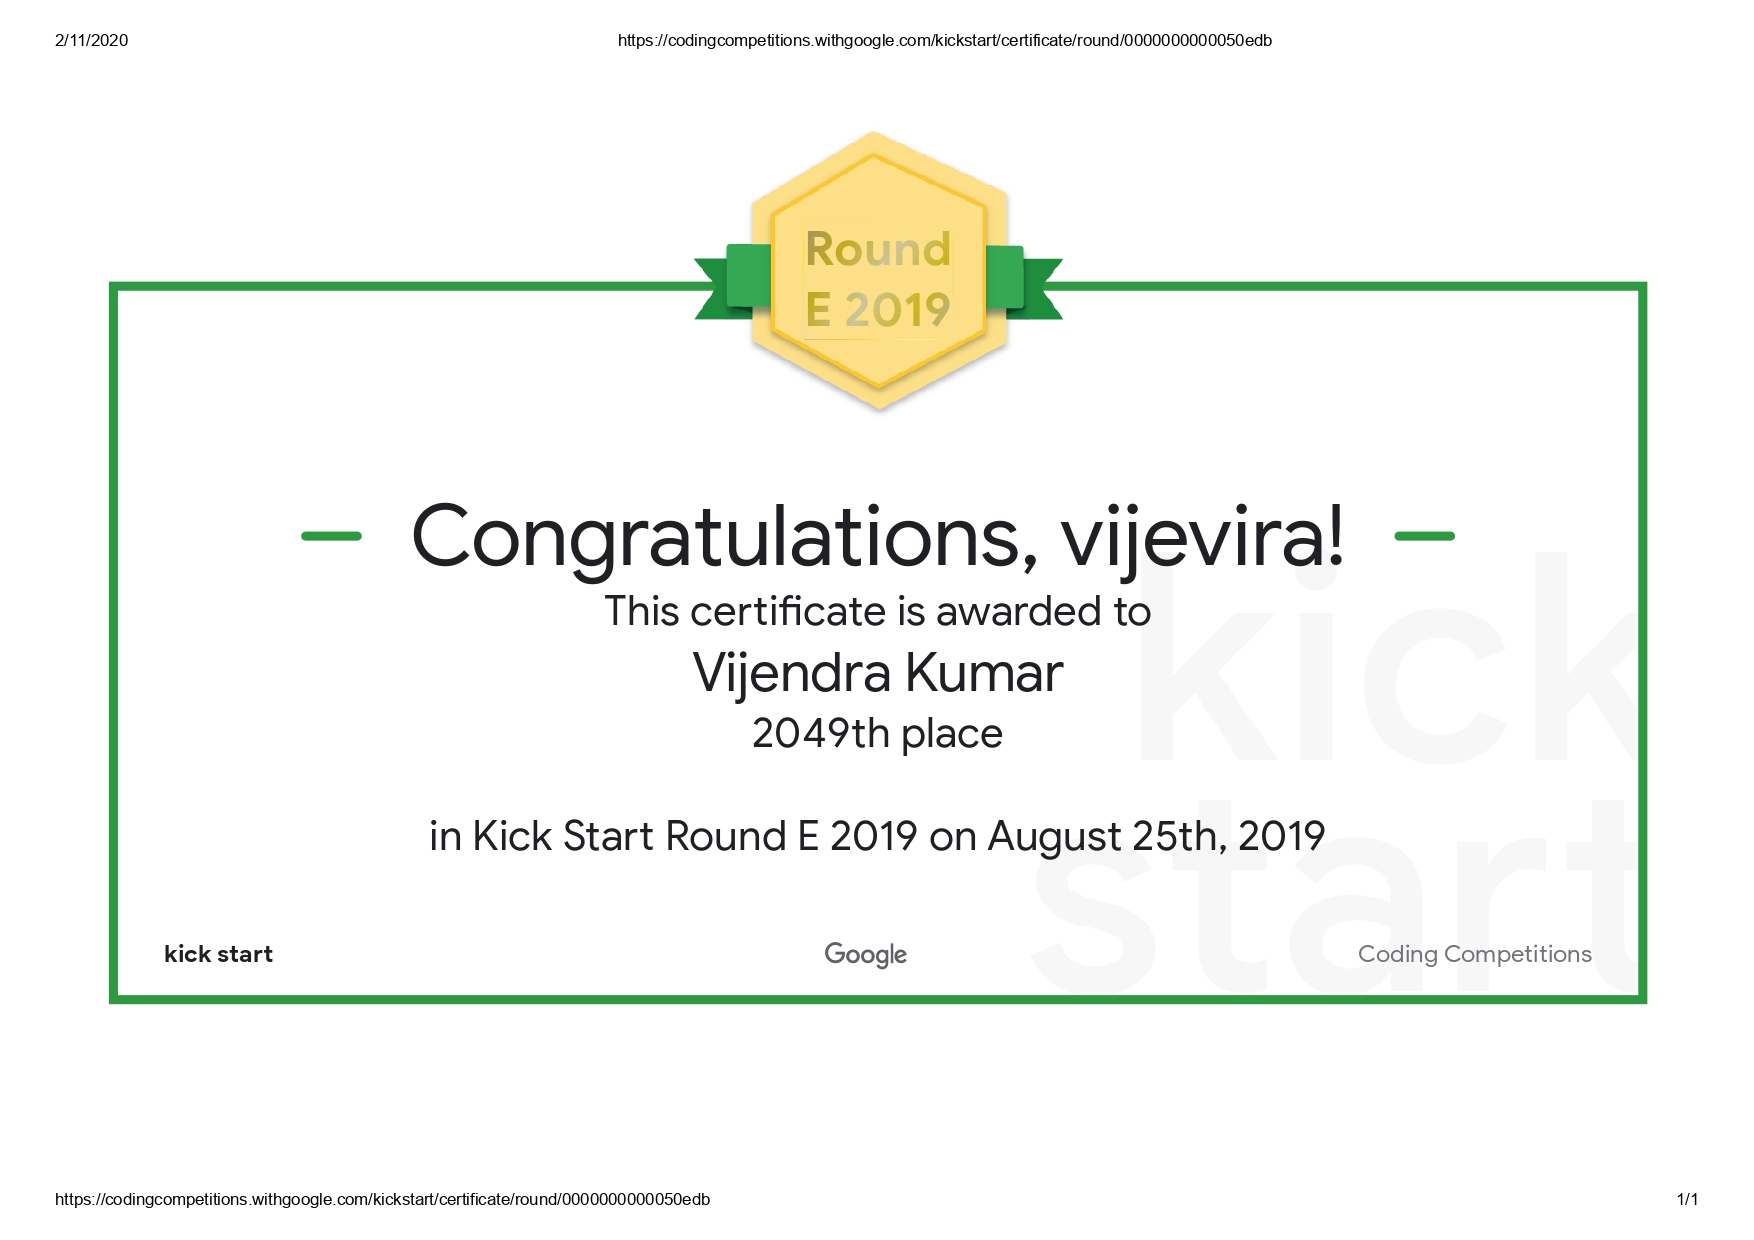 2/11/2020 https://codingcompetitions.withgoogle.com/kickstart/certificate/round/0000000000050edb
Round
E 2019
Congratulations, vijevira!
This certificate is awarded to
Vijendra Kumar
2049th place
in Kick Start Round E 2019 on August 25th, 2019
kick
start
kick start Google Coding Competitions
https://codingcompetitions.withgoogle.com/kickstart/certificate/round/0000000000050edb 1/1